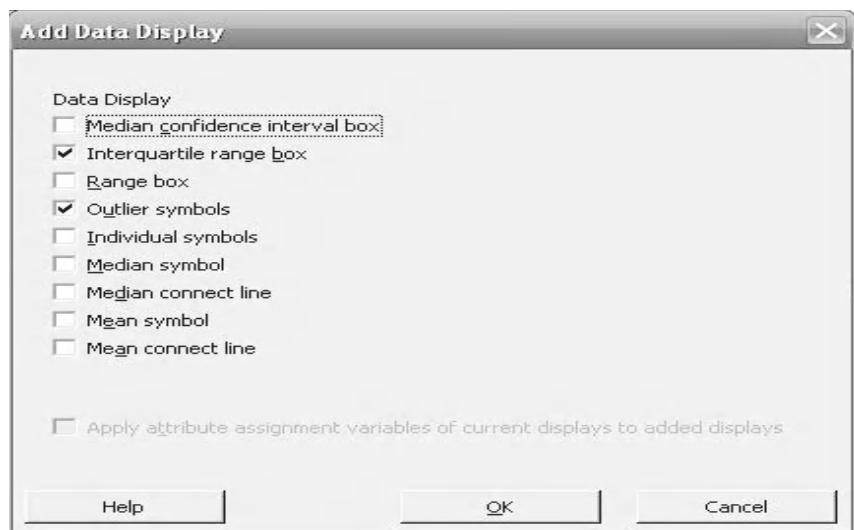 Add Data Display
Data Display
Median confidence interval box
Interquartile range box
Range box
Outlier symbols
Individual symbols
Median symbol
Median connect line
Mean symbol
Mean connect line
Apply attribute assignment variables of current displays to added displays
Help
OK
Cancel